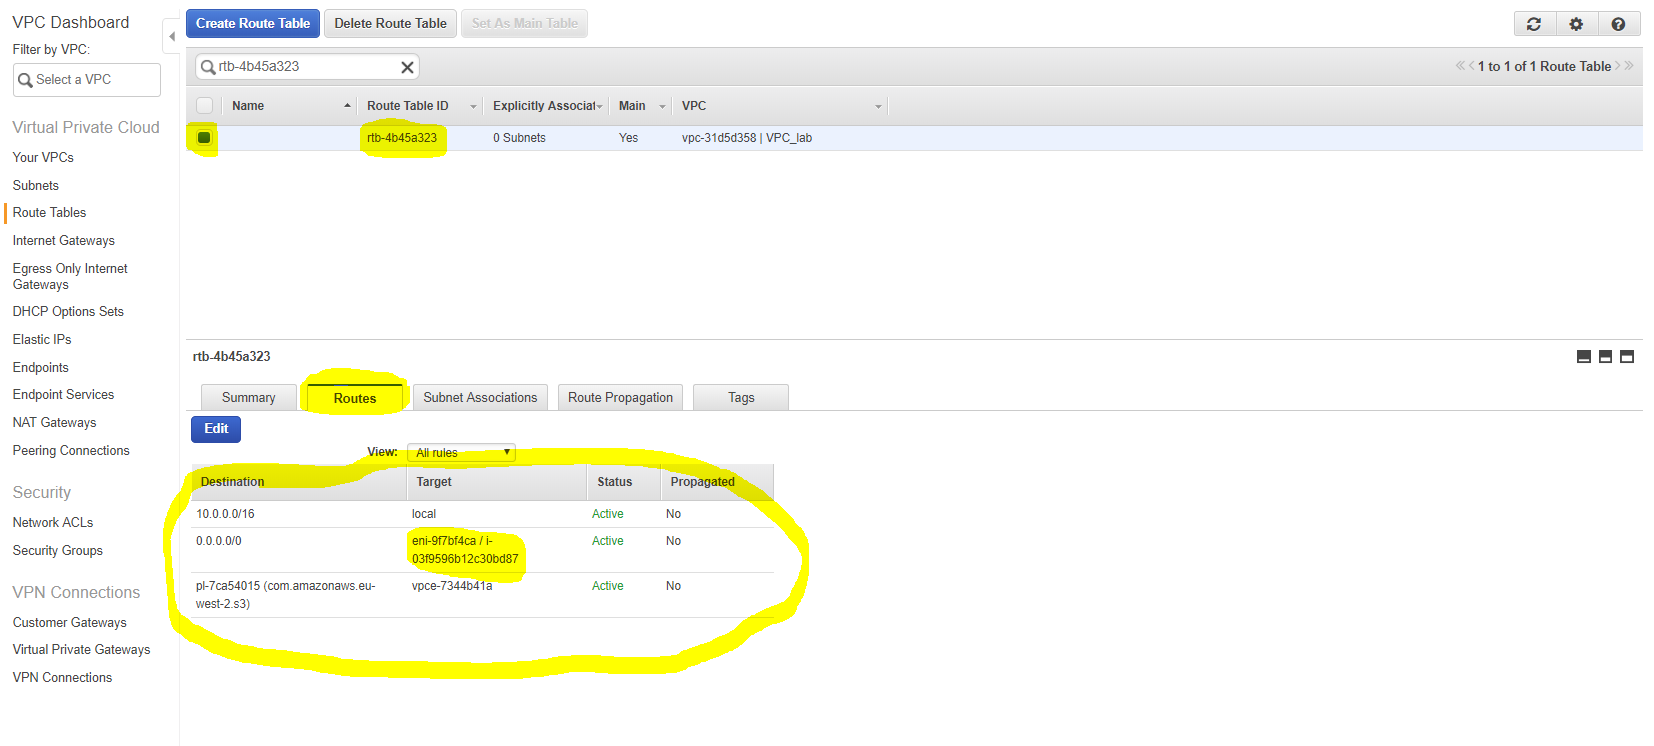 VPC Dashboard
Filter by VPC:
Select a VPC
Virtual Private Cloud
Your VPCs
Subnets
Route Tables
Internet Gateways
Egress Only Internet
Gateways
DHCP Options Sets
Elastic IPs
Endpoints
Endpoint Services
NAT Gateways
Peering Connections
Security
Network ACLs
Security Groups
VPN Connections
Customer Gateways
Virtual Private Gateways
VPN Connections
Create Route Table Delete Route Table Set As Main Table
rtb-4b45a323
1 to 1 of 1 Route Table
Name Route Table ID Explicitly Associat Main VPC
rtb-4b45a323 0 Subnets Yes vpc-31d5d358 | VPC_lab
rtb-4b45a323
Summary Routes Subnet Associations Route Propagation Tags
Edit
View: All rules
Destination Target Status Propagated
10.0.0.0/16 local Active No
0.0.0.0/0 eni-9f7bf4ca / i- Active No
03f9596b12c30bd87
pl-7ca54015 (com.amazonaws.eu- vpce-7344b41a Active No
west-2.s3)